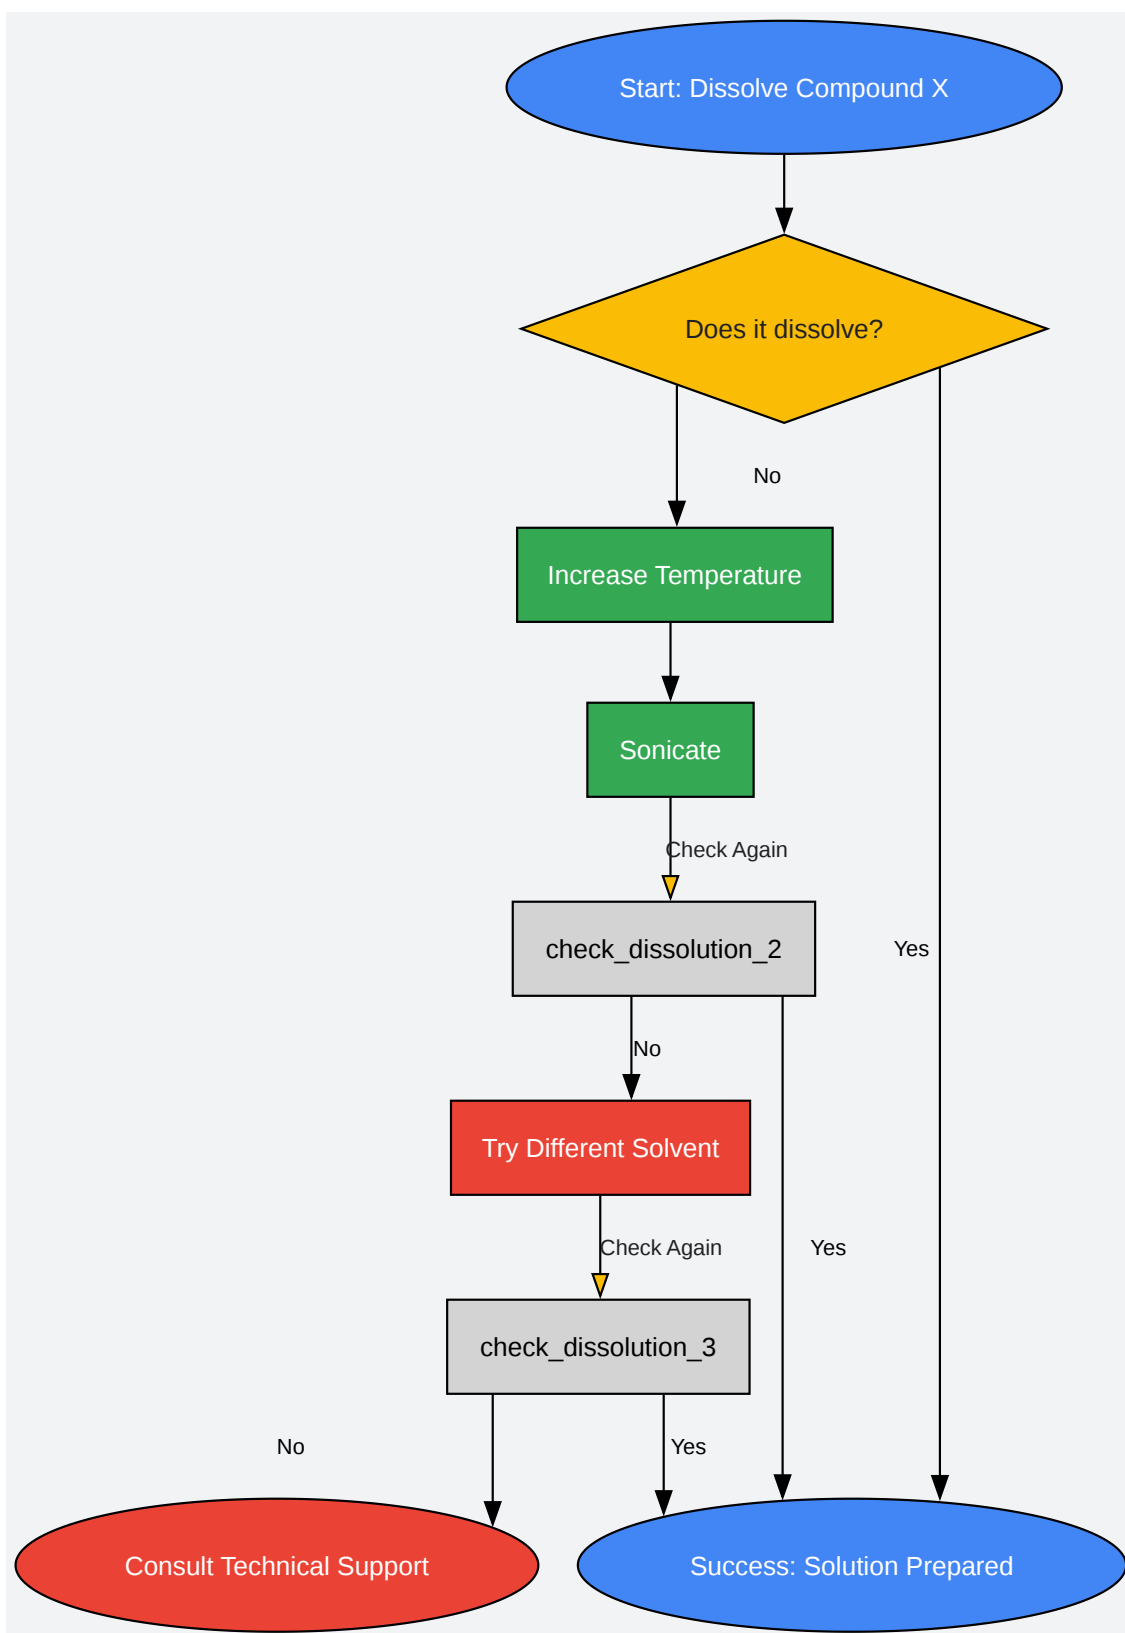 Start: Dissolve Compound X
Does it dissolve?
No
Increase Temperature
Sonicate
Check Again
check_dissolution_2
Yes
No
Try Different Solvent
Check Again
Yes
check_dissolution_3
No
Yes
Consult Technical Support
Success: Solution Prepared